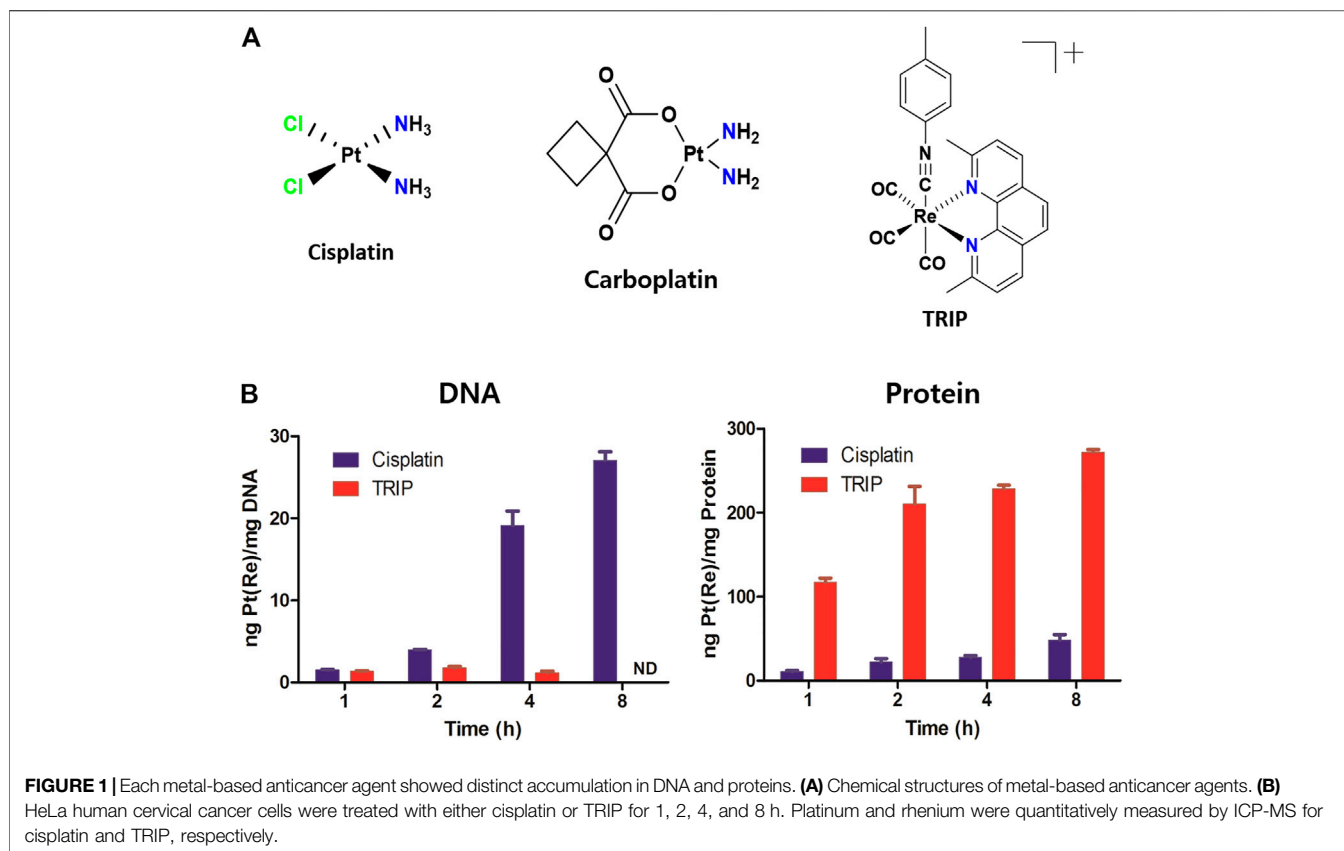 A
Cl
NH3
Pt
Cl
NH3
Cisplatin
O
O
NH2
Pt
NH2
O
O
Carboplatin
+
N
C
OC
N
Re
OC
N
CO
TRIP
B
DNA
ng Pt(Re)/mg DNA
30
20
10
0
Cisplatin
TRIP
ND
1 2 4 8
Time (h)
Protein
ng Pt(Re)/mg Protein
300
200
100
0
Cisplatin
TRIP
1 2 4 8
Time (h)
FIGURE 1 | Each metal-based anticancer agent showed distinct accumulation in DNA and proteins. (A) Chemical structures of metal-based anticancer agents. (B)
HeLa human cervical cancer cells were treated with either cisplatin or TRIP for 1, 2, 4, and 8 h. Platinum and rhenium were quantitatively measured by ICP-MS for
cisplatin and TRIP, respectively.